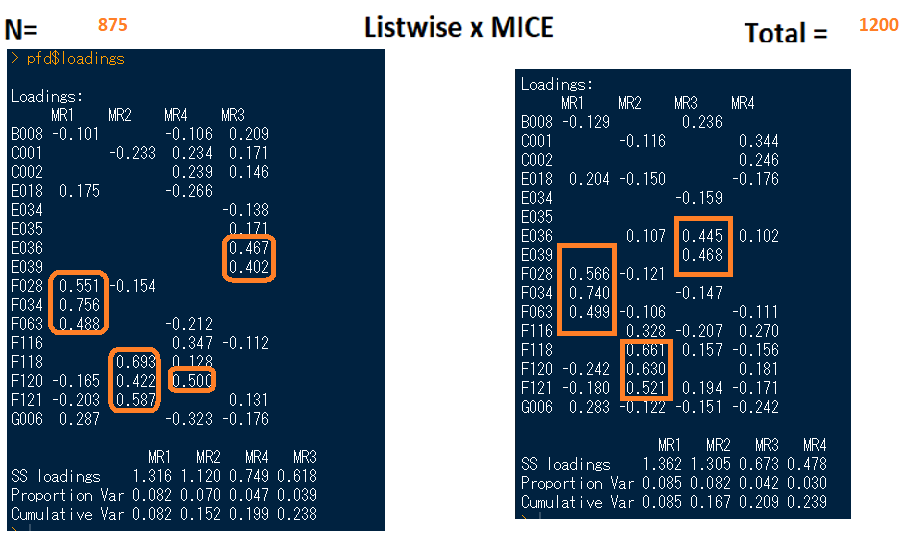 N= 875 Listwise x MICE Total = 1200
> pfd$loadings
Loadings:
MR1 MR2 MR4 MR3
B008 -0.101 -0.106 0.209
C001 -0.233 0.234 0.171
C002 0.239 0.146
E018 0.175 -0.266
E034 -0.138
E035 0.171
E036 0.467
E039 0.402
F028 0.551 -0.154
F034 0.756
F063 0.488 -0.212
F116 0.347 -0.112
F118 0.693 0.128
F120 -0.165 0.422 0.500
F121 -0.203 0.587 0.131
G006 0.287 -0.323 -0.176
MR1 MR2 MR4 MR3
SS loadings 1.316 1.120 0.749 0.618
Proportion Var 0.082 0.070 0.047 0.039
Cumulative Var 0.082 0.152 0.199 0.238
>
Loadings:
MR1 MR2 MR3 MR4
B008 -0.129 0.236
C001 -0.116 0.344
C002 0.246
E018 0.204 -0.150 -0.176
E034 -0.159
E035
E036 0.107 0.445 0.102
E039 0.468
F028 0.566 -0.121
F034 0.740 -0.147
F063 0.499 -0.106 -0.111
F116 0.328 -0.207 0.270
F118 0.661 0.157 -0.156
F120 -0.242 0.630 0.181
F121 -0.180 0.521 0.194 -0.171
G006 0.283 -0.122 -0.151 -0.242
MR1 MR2 MR3 MR4
SS loadings 1.362 1.305 0.673 0.478
Proportion Var 0.085 0.082 0.042 0.030
Cumulative Var 0.085 0.167 0.209 0.239
>